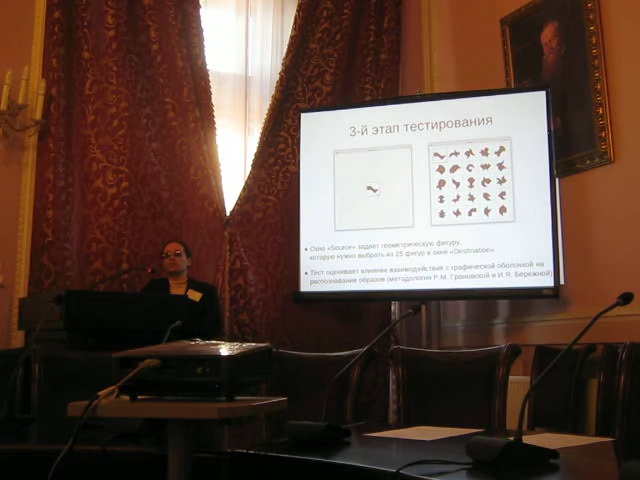 3-й этап тестирования
● Окно «Source» задает геометрическую фигуру,
которую нужно выбрать из 25 фигур в окне «Destination»
● Тест оценивает влияние взаимодействия с графической оболочкой на
распознавание образов (методология Р.М. Грановской и И.Я. Бережной)